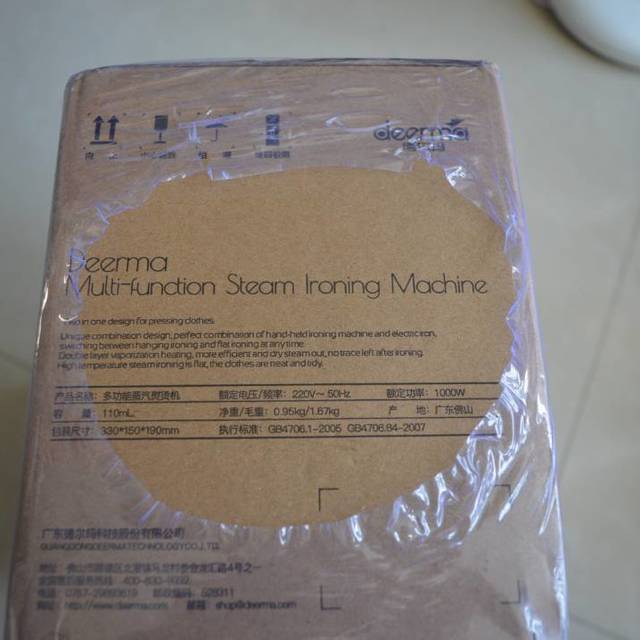 deerma
德尔玛
Deerma
Multi-function Steam Ironing Machine
Two in one design for pressing clothes.
Unique combination design, perfect combination of hand-held ironing machine and electric iron,
switching between hanging ironing and flat ironing at any time.
Double layer vaporization heating, more efficient and dry steam out, no trace left after ironing.
High temperature steam ironing is flat, the clothes are neat and tidy.
产品名称: 多功能蒸汽熨烫机 额定电压/频率: 220V~ 50Hz 额定功率: 1000W
容 量: 110mL 净重/毛重: 0.95kg/1.67kg 产 地: 广东佛山
包装尺寸: 330*150*190mm 执行标准: GB4706.1-2005 GB4706.84-2007
广东德尔玛科技股份有限公司
GUANGDONGDEERMATECHNOLOGYCO.,LTD.
网址: www.deerma.com 邮箱: shop@deerma.com